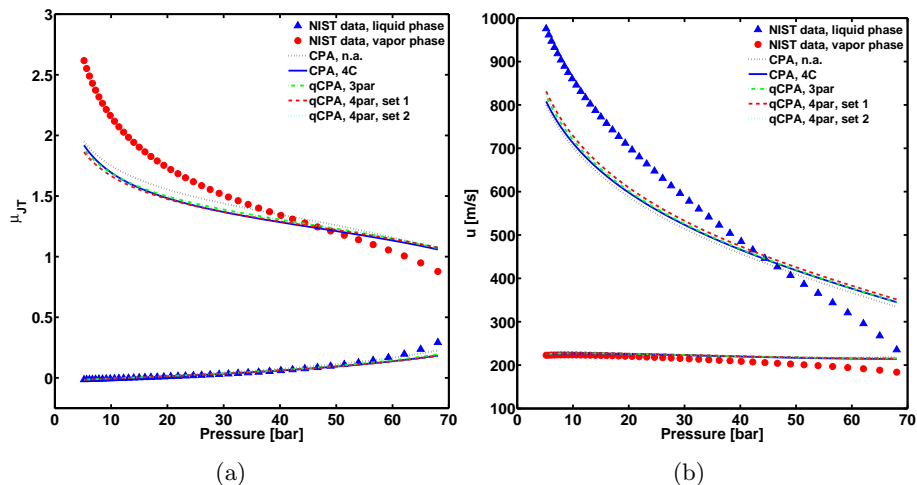 3
2.5
2
1.5
1
0.5
0
μJT
0 10 20 30 40 50 60 70
Pressure [bar]
NIST data, liquid phase
NIST data, vapor phase
CPA, n.a.
CPA, 4C
qCPA, 3par
qCPA, 4par, set 1
qCPA, 4par, set 2
(a)
1000
900
800
700
600
500
400
300
200
100
u [m/s]
0 10 20 30 40 50 60 70
Pressure [bar]
NIST data, liquid phase
NIST data, vapor phase
CPA, n.a.
CPA, 4C
qCPA, 3par
qCPA, 4par, set 1
qCPA, 4par, set 2
(b)